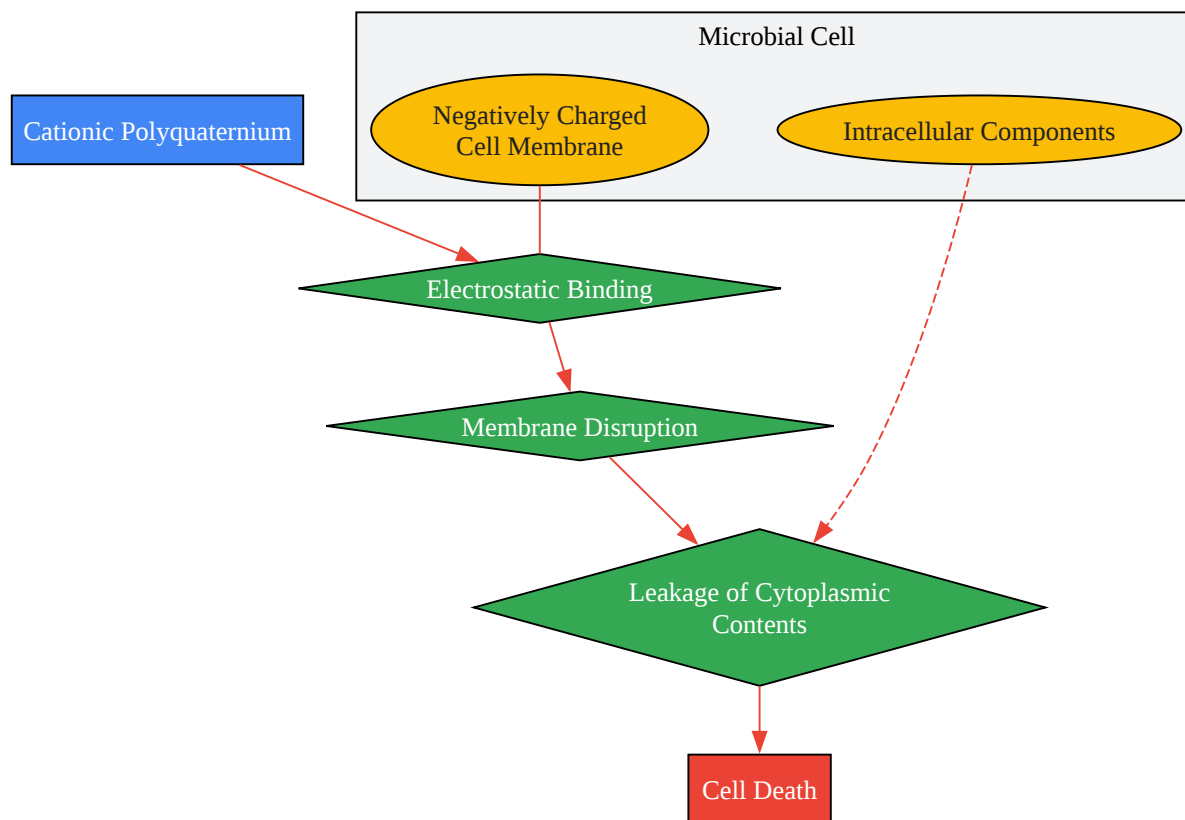 Microbial Cell
Cationic Polyquaternium
Negatively Charged
Cell Membrane
Intracellular Components
Electrostatic Binding
Membrane Disruption
Leakage of Cytoplasmic
Contents
Cell Death